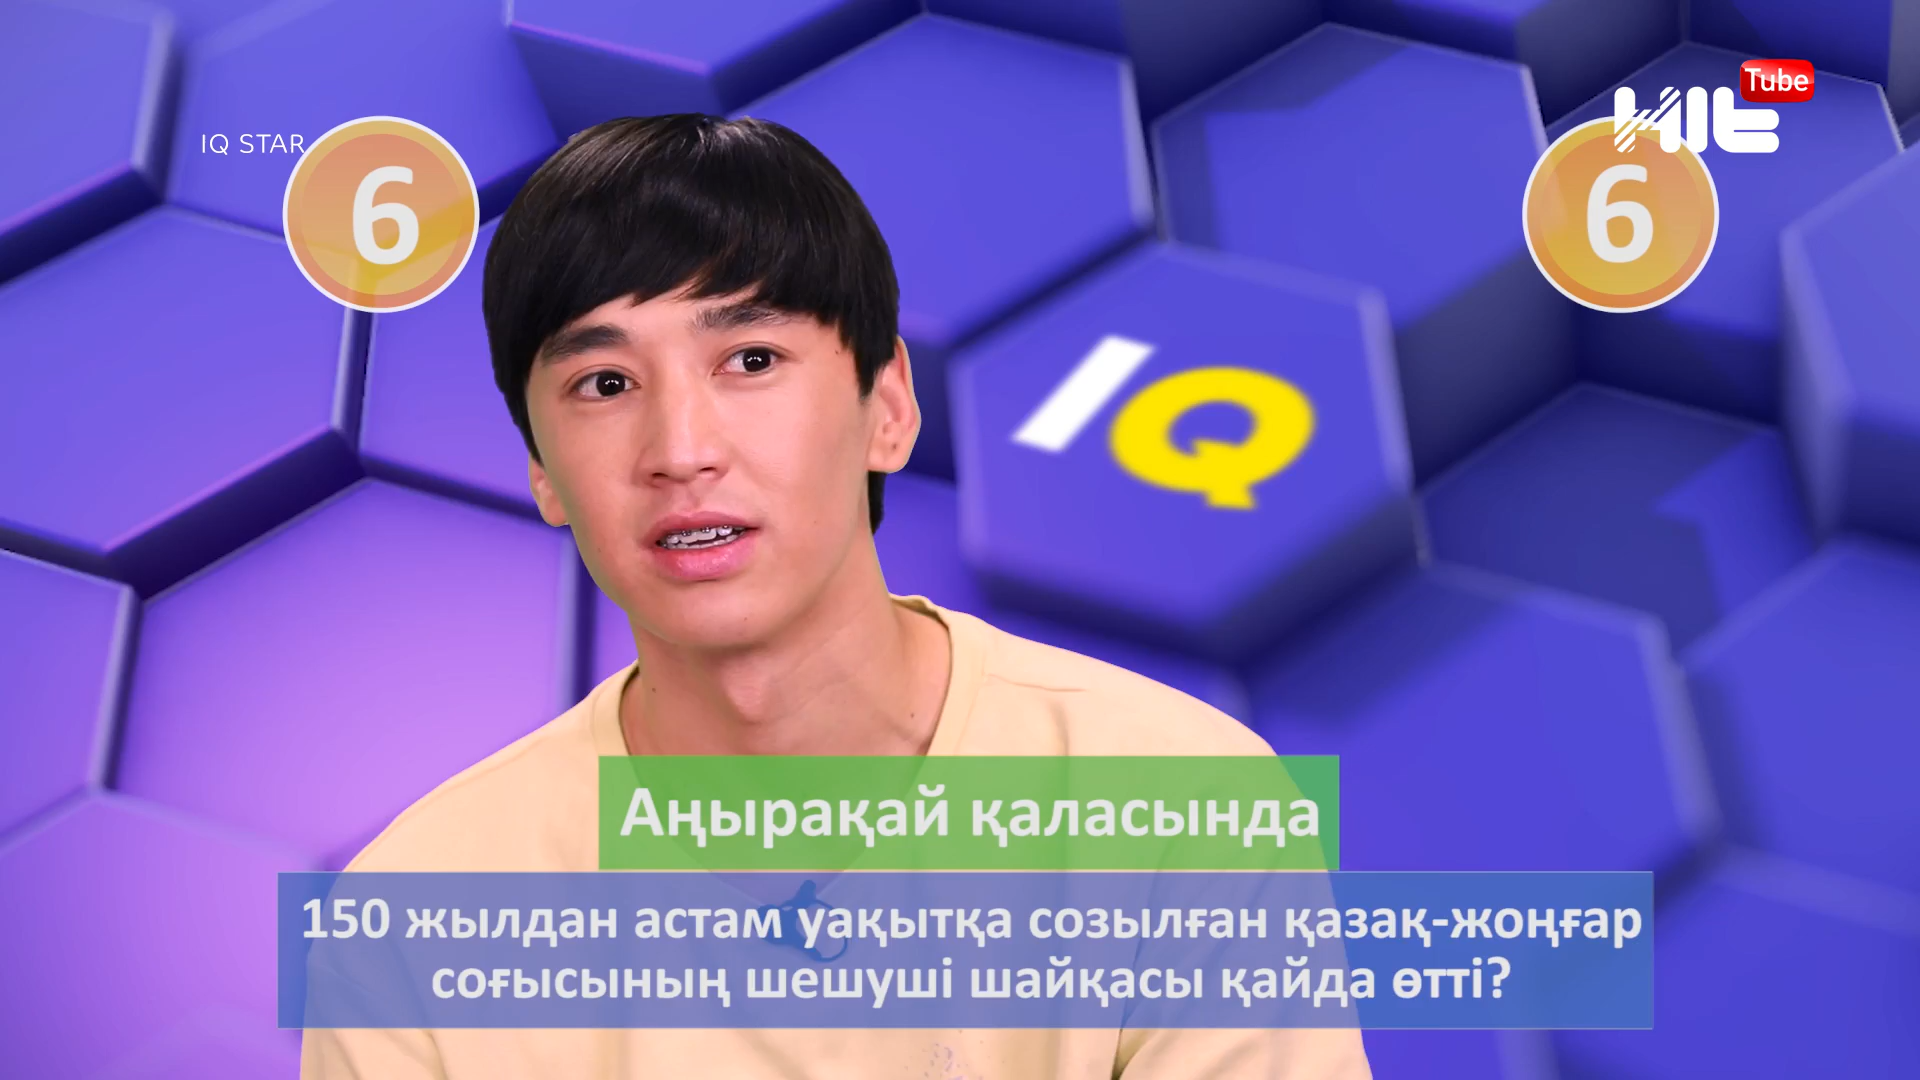 IQ STAR
6
6
HIT
Tube
IQ
Аңырақай қаласында
150 жылдан астам уақытқа созылған қазақ-жоңғар
соғысының шешуші шайқасы қайда өтті?